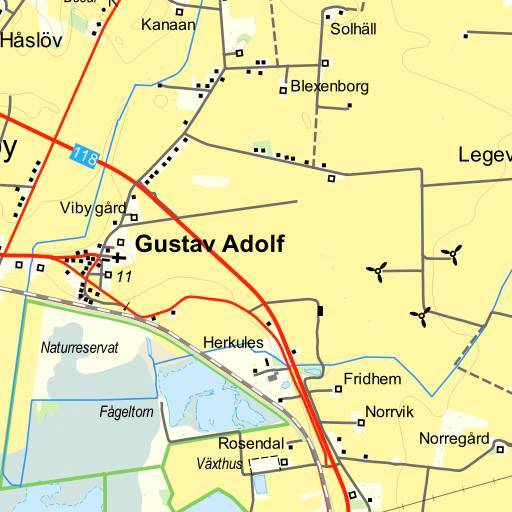 Kanaan
Solhäll
Håslöv
Blexenborg
118
Legev
Viby gård
Gustav Adolf
11
Naturreservat
Herkules
Fridhem
Fågeltorn
Norrvik
Rosendal
Norregård
Växthus